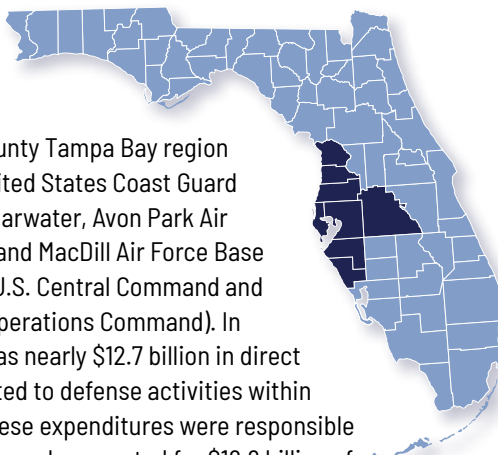 unty Tampa Bay region
ited States Coast Guard
arwater, Avon Park Air
and MacDill Air Force Base
U.S. Central Command and
perations Command). In
as nearly $12.7 billion in direct
ted to defense activities within
ese expenditures were responsible